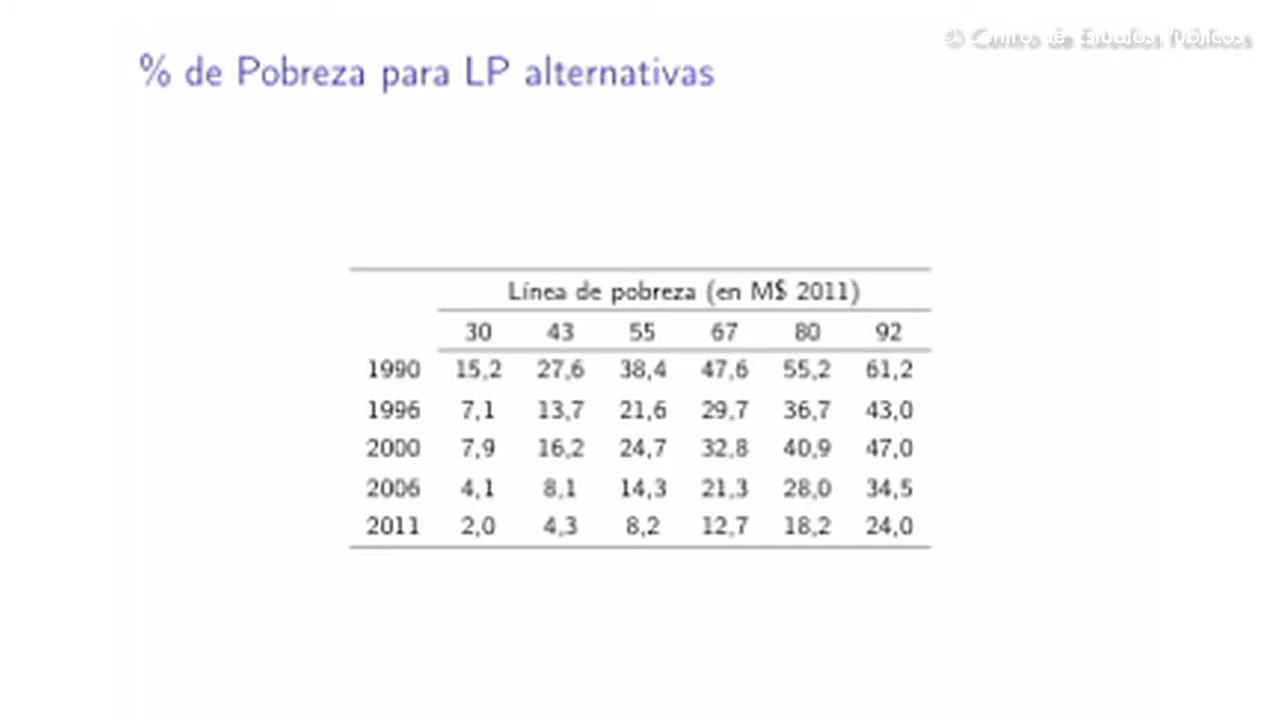 © Centro de Estudios Públicos
% de Pobreza para LP alternativas
Línea de pobreza (en M$ 2011)
30 43 55 67 80 92
1990 15,2 27,6 38,4 47,6 55,2 61,2
1996 7,1 13,7 21,6 29,7 36,7 43,0
2000 7,9 16,2 24,7 32,8 40,9 47,0
2006 4,1 8,1 14,3 21,3 28,0 34,5
2011 2,0 4,3 8,2 12,7 18,2 24,0